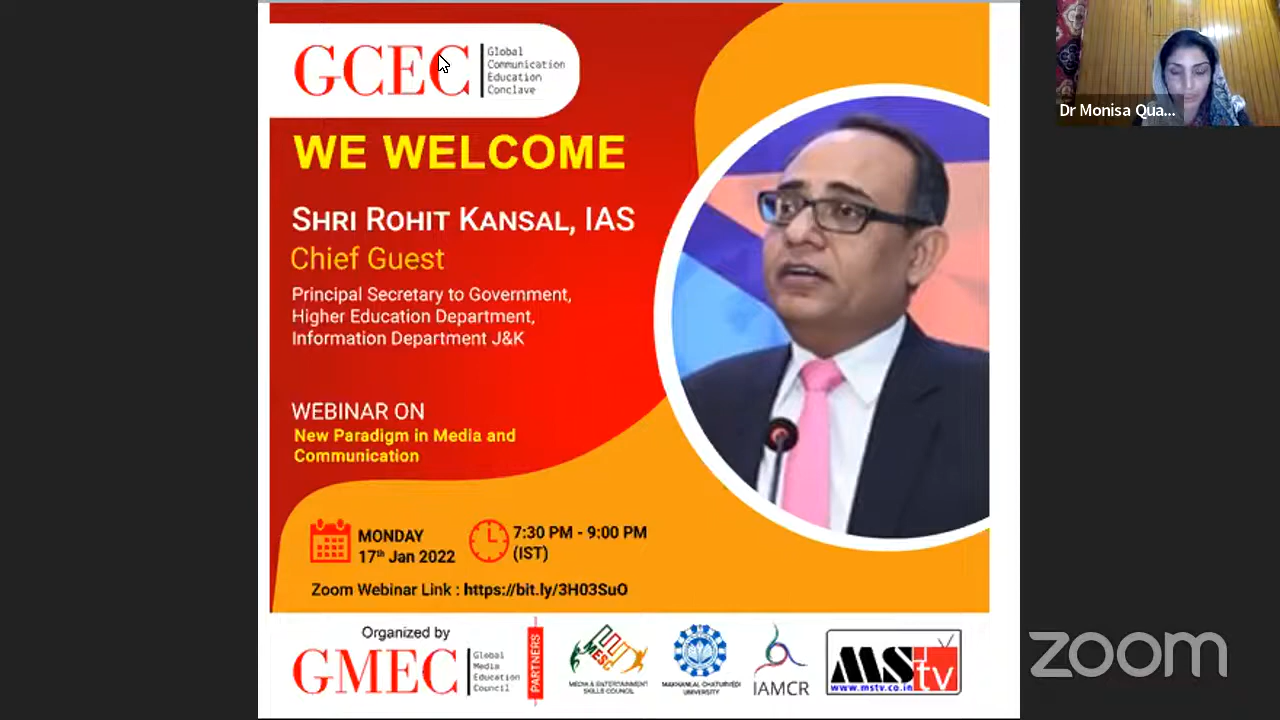 GCEC
Global
Communication
Education
Conclave
WE WELCOME
SHRI ROHIT KANSAL, IAS
Chief Guest
Principal Secretary to Government,
Higher Education Department,
Information Department J&K
WEBINAR ON
New Paradigm in Media and
Communication
MONDAY
17th Jan 2022
7:30 PM - 9:00 PM
(IST)
Zoom Webinar Link : https://bit.ly/3H03SuO
Organized by
GMEC
Global
Media
Education
Council
PARTNERS
MESC
MEDIA & ENTERTAINMENT
SKILLS COUNCIL
MAKHANLAL CHATURVEDI
UNIVERSITY
IAMCR
MS tv
www.mstv.co.in
Dr Monisa Qua...
zoom